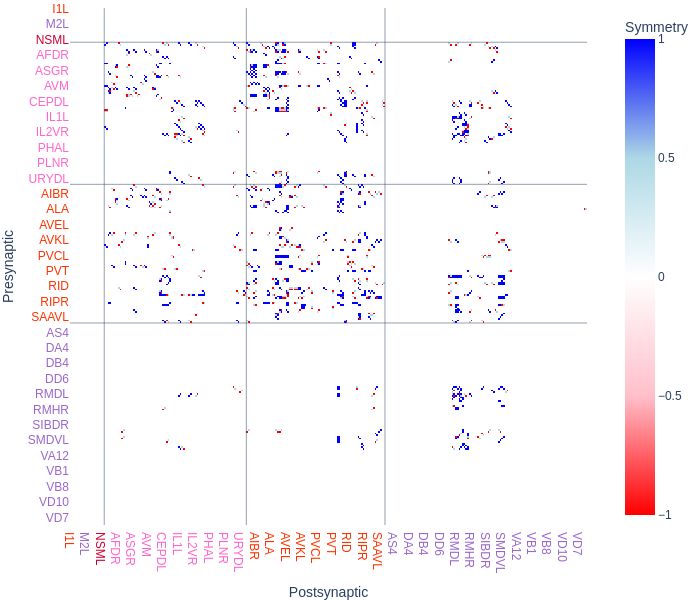 Symmetry
1
0.5
0
−0.5
−1
Presynaptic
I1L
M2L
NSML
AFDR
ASGR
AVM
CEPDL
IL1L
IL2VR
PHAL
PLNR
URYDL
AIBR
ALA
AVEL
AVKL
PVCL
PVT
RID
RIPR
SAAVL
AS4
DA4
DB4
DD6
RMDL
RMHR
SIBDR
SMDVL
VA12
VB1
VB8
VD10
VD7
I1L
M2L
NSML
AFDR
ASGR
AVM
CEPDL
IL1L
IL2VR
PHAL
PLNR
URYDL
AIBR
ALA
AVEL
AVKL
PVCL
PVT
RID
RIPR
SAAVL
AS4
DA4
DB4
DD6
RMDL
RMHR
SIBDR
SMDVL
VA12
VB1
VB8
VD10
VD7
Postsynaptic